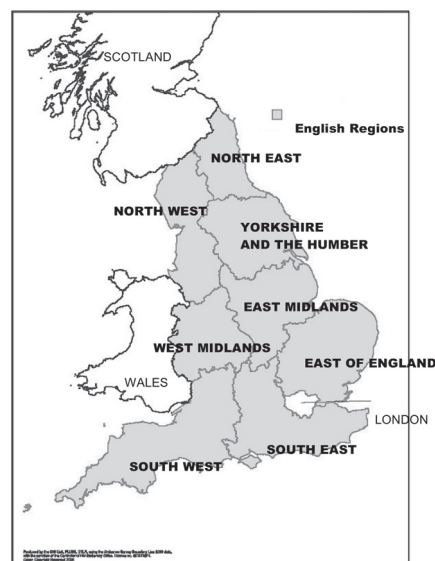 SCOTLAND
English Regions
NORTH EAST
NORTH WEST
YORKSHIRE
AND THE HUMBER
EAST MIDLANDS
WEST MIDLANDS
EAST OF ENGLAND
WALES
LONDON
SOUTH EAST
SOUTH WEST